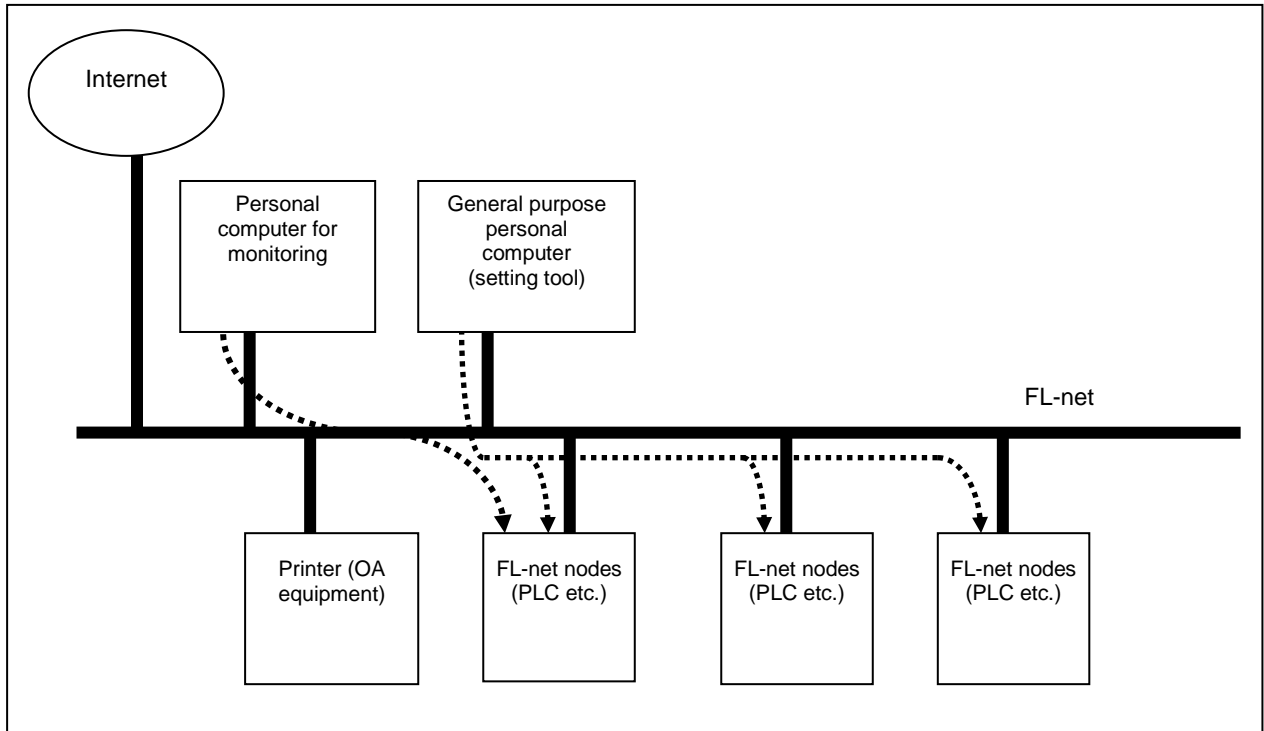 Internet
Personal
computer for
monitoring
General purpose
personal
computer
(setting tool)
FL-net
Printer (OA
equipment)
FL-net nodes
(PLC etc.)
FL-net nodes
(PLC etc.)
FL-net nodes
(PLC etc.)